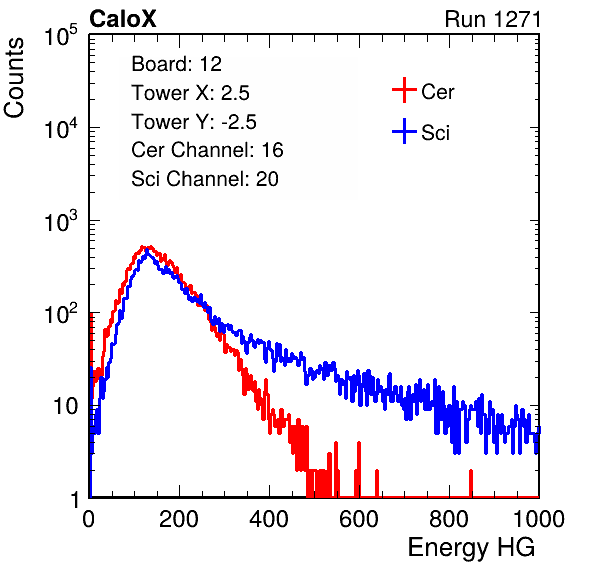 CaloX Run 1271
Counts
10^5
10^4
10^3
10^2
10
1
Board: 12
Tower X: 2.5
Tower Y: -2.5
Cer Channel: 16
Sci Channel: 20
Cer
Sci
0 200 400 600 800 1000
Energy HG